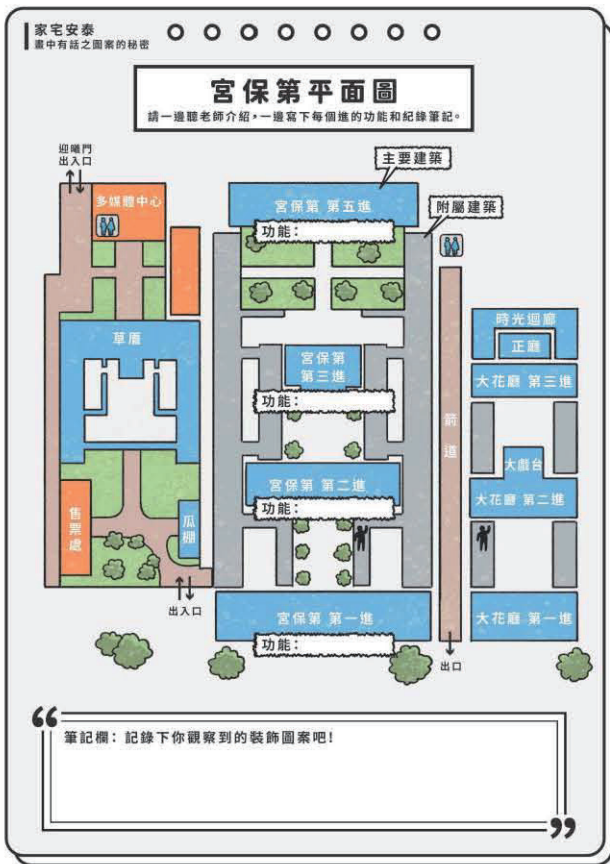 家宅安泰
畫中有話之圖案的秘密
宮保第平面圖
請一邊聽老師介紹，一邊寫下每個進的功能和紀錄筆記。
迎曦門
出入口
多媒體中心
主要建築
宮保第 第五進
功能：
附屬建築
草厝
宮保第
第三進
功能：
時光迴廊
正廳
大花廳 第三進
箭道
大戲台
大花廳 第二進
宮保第 第二進
功能：
售票處
瓜棚
出入口
宮保第 第一進
功能：
大花廳 第一進
出口
筆記欄：記錄下你觀察到的裝飾圖案吧！